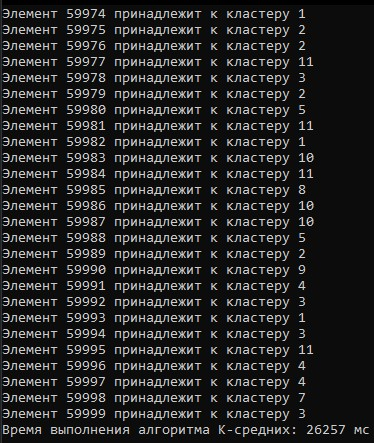 Элемент 59974 принадлежит к кластеру 1
Элемент 59975 принадлежит к кластеру 2
Элемент 59976 принадлежит к кластеру 2
Элемент 59977 принадлежит к кластеру 11
Элемент 59978 принадлежит к кластеру 3
Элемент 59979 принадлежит к кластеру 2
Элемент 59980 принадлежит к кластеру 5
Элемент 59981 принадлежит к кластеру 11
Элемент 59982 принадлежит к кластеру 1
Элемент 59983 принадлежит к кластеру 10
Элемент 59984 принадлежит к кластеру 11
Элемент 59985 принадлежит к кластеру 8
Элемент 59986 принадлежит к кластеру 10
Элемент 59987 принадлежит к кластеру 10
Элемент 59988 принадлежит к кластеру 5
Элемент 59989 принадлежит к кластеру 2
Элемент 59990 принадлежит к кластеру 9
Элемент 59991 принадлежит к кластеру 4
Элемент 59992 принадлежит к кластеру 3
Элемент 59993 принадлежит к кластеру 1
Элемент 59994 принадлежит к кластеру 3
Элемент 59995 принадлежит к кластеру 11
Элемент 59996 принадлежит к кластеру 4
Элемент 59997 принадлежит к кластеру 4
Элемент 59998 принадлежит к кластеру 7
Элемент 59999 принадлежит к кластеру 3
Время выполнения алгоритма К-средних: 26257 мс